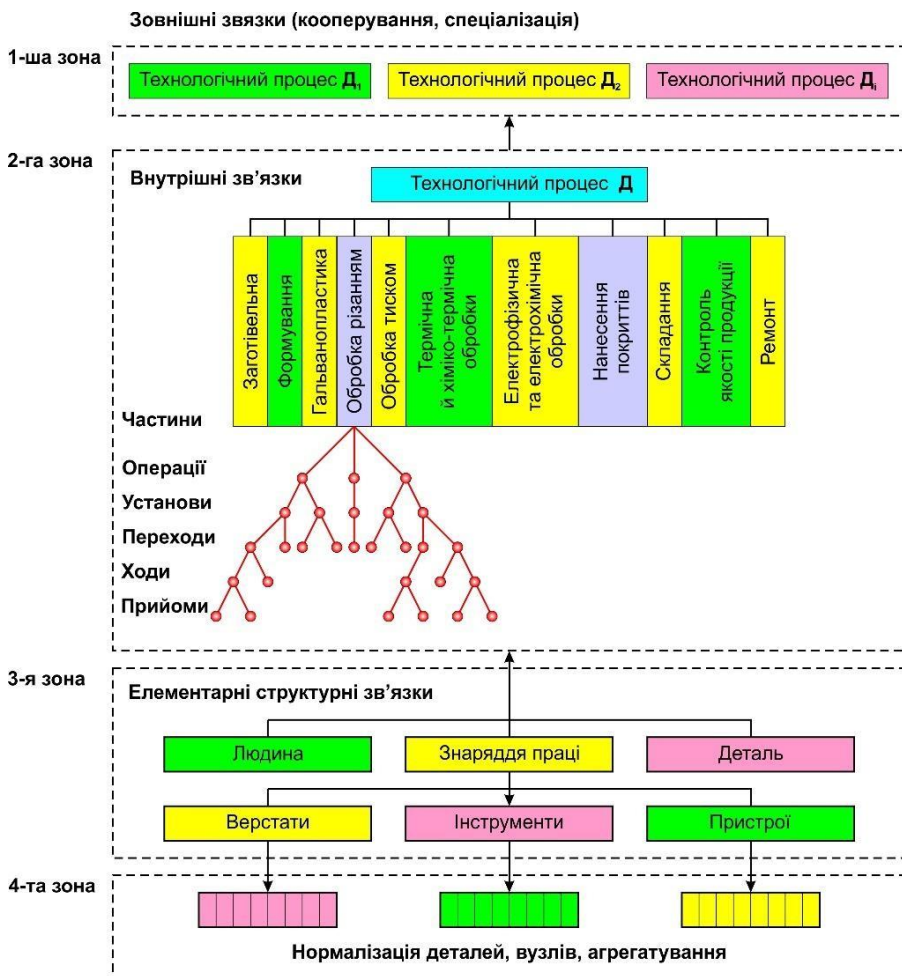 Зовнішні звязки (кооперування, спеціалізація)
1-ша зона
Технологічний процес Д₁
Технологічний процес Д₂
Технологічний процес Дᵢ
2-га зона
Внутрішні зв’язки
Технологічний процес Д
Заготівельна
Формування
Гальванопластика
Обробка різанням
Обробка тиском
Термічна
й хіміко-термічна
обробки
Електрофізична
та електрохімічна
обробки
Нанесення
покриттів
Складання
Контроль
якості продукції
Ремонт
Частини
Операції
Установи
Переходи
Ходи
Прийоми
3-я зона
Елементарні структурні зв’язки
Людина
Знаряддя праці
Деталь
Верстати
Інструменти
Пристрої
4-та зона
Нормалізація деталей, вузлів, агрегатування